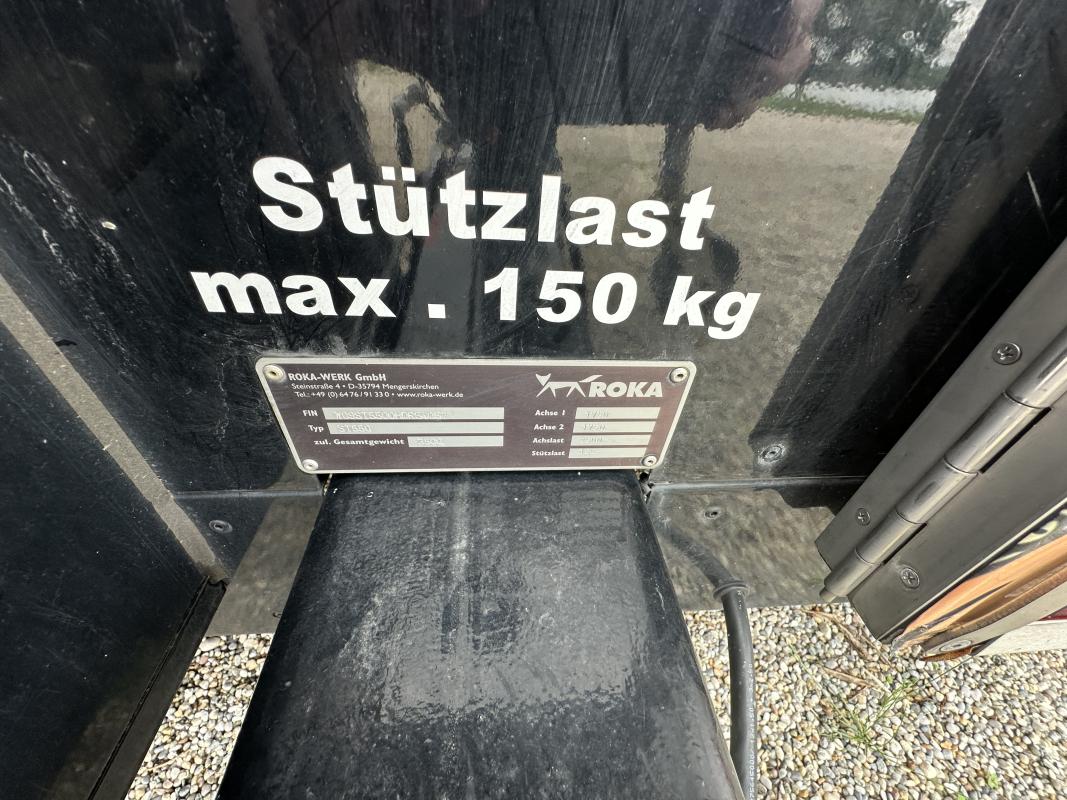 Stützlast
max . 150 kg
ROKA-WERK GmbH
Steinstraße 4 • D-35794 Mengerskirchen
Tel.: +49 (0) 64 76 / 91 33 0 • www.roka-werk.de
ROKA
FIN
Typ
zul. Gesamtgewicht
Achse 1
Achse 2
Achslast
Stützlast